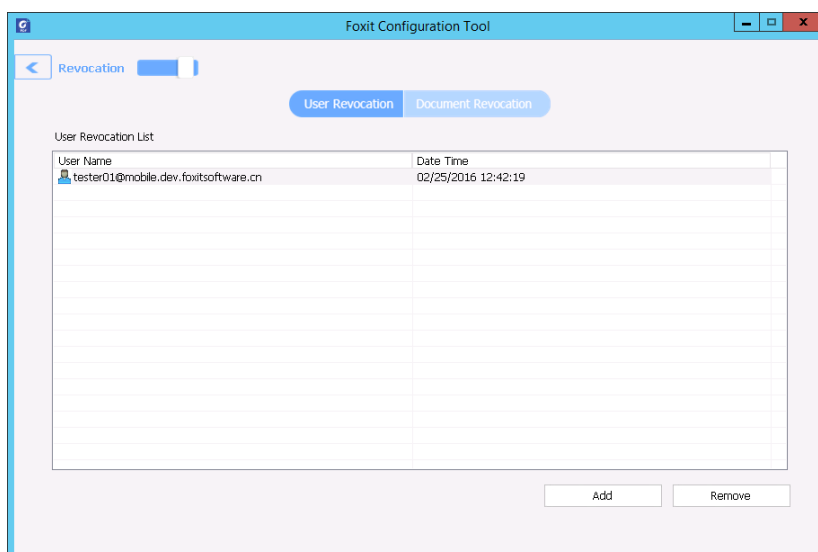 Foxit Configuration Tool
Revocation
User Revocation Document Revocation
User Revocation List
User Name Date Time
tester01@mobile.dev.foxitsoftware.cn 02/25/2016 12:42:19
Add Remove